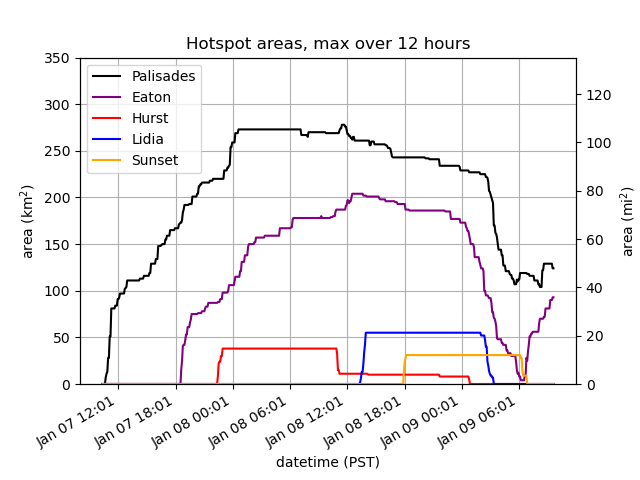 Hotspot areas, max over 12 hours
Palisades
Eaton
Hurst
Lidia
Sunset
350
300
250
200
150
100
50
0
area (km²)
120
100
80
60
40
20
0
area (mi²)
Jan 07 12:01
Jan 07 18:01
Jan 08 00:01
Jan 08 06:01
Jan 08 12:01
Jan 08 18:01
Jan 09 00:01
Jan 09 06:01
datetime (PST)